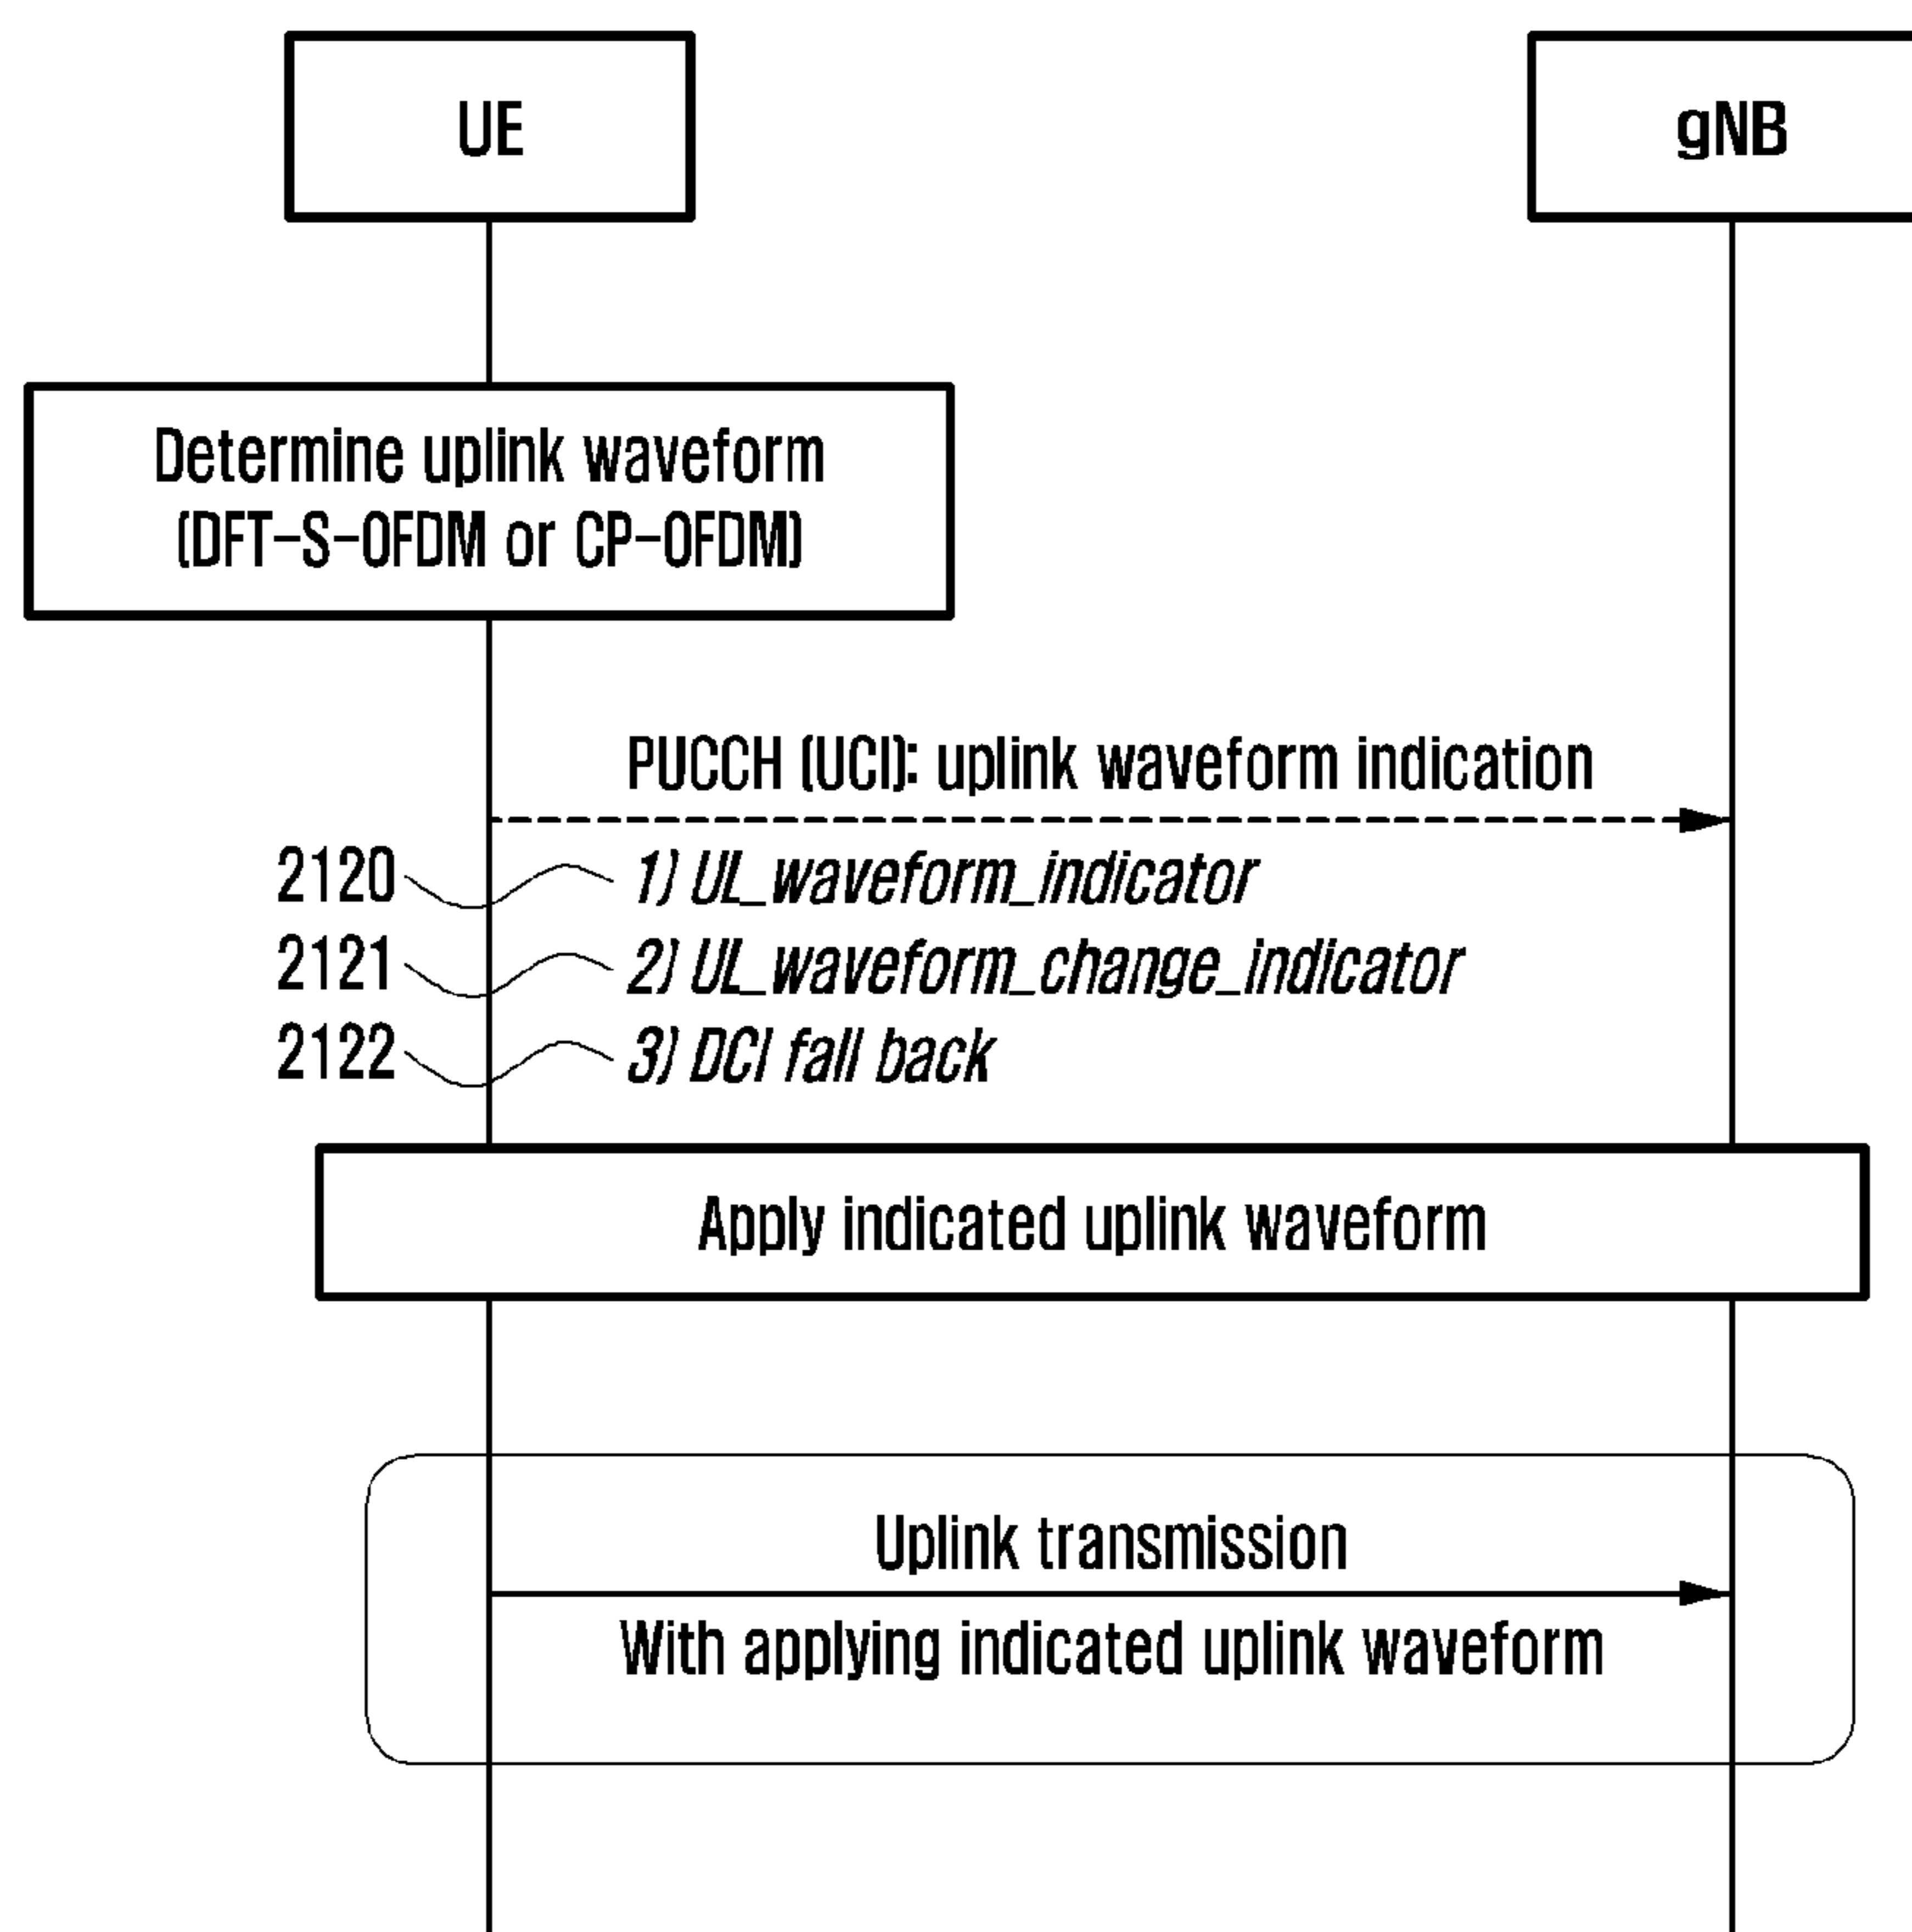 UE
gNB
Determine uplink waveform
(DFT-S-OFDM or CP-OFDM)
PUCCH (UCI): uplink waveform indication
2120 1) UL_waveform_indicator
2121 2) UL_waveform_change_indicator
2122 3) DCI fall back
Apply indicated uplink waveform
Uplink transmission
With applying indicated uplink waveform